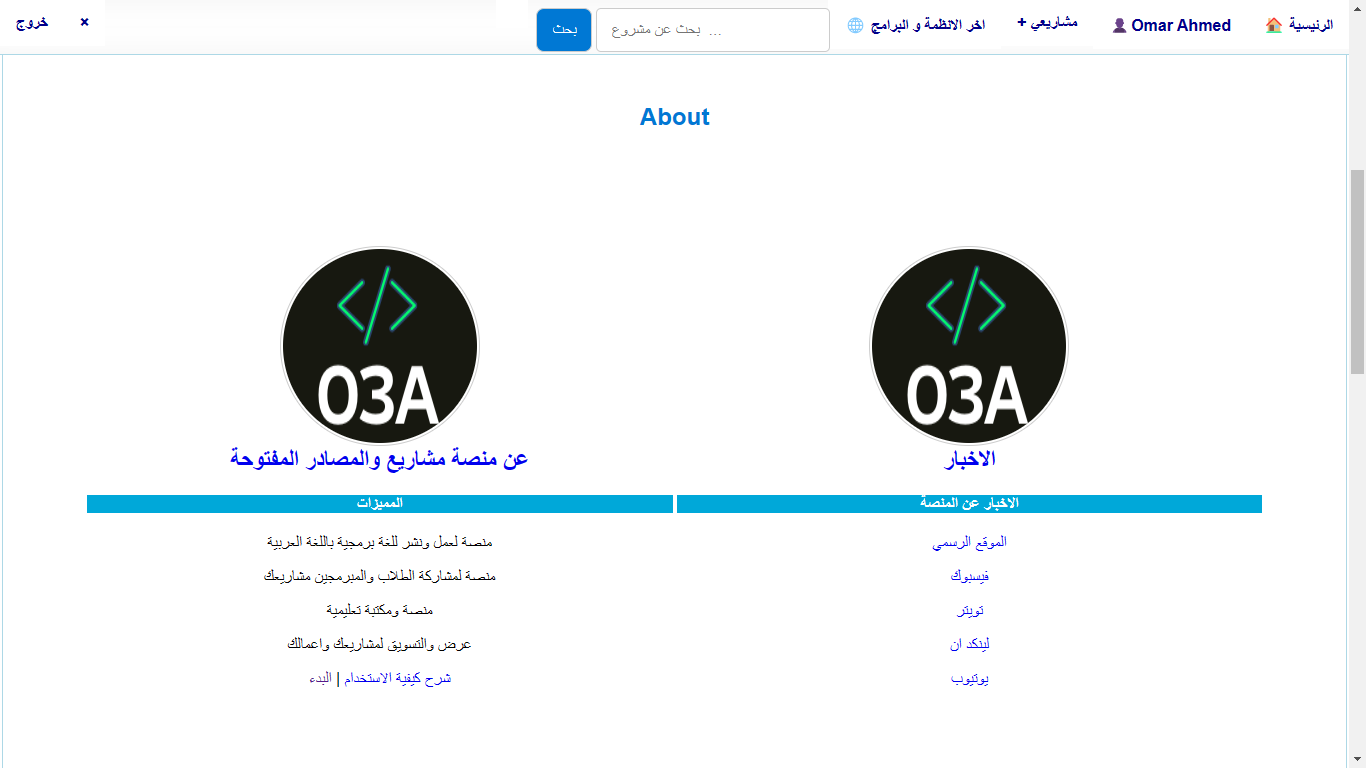 الرئيسية
Omar Ahmed
مشاريعي +
اخر الانظمة و البرامج
بحث عن مشروع ...
بحث
×
خروج
About
</>
O3A
الاخبار
الاخبار عن المنصة
الموقع الرسمي
فيسبوك
تويتر
لينكد ان
يوتيوب
</>
O3A
عن منصة مشاريع والمصادر المفتوحة
المميزات
منصة لعمل ونشر للغة برمجية باللغة العربية
منصة لمشاركة الطلاب والمبرمجين مشاريعك
منصة ومكتبة تعليمية
عرض والتسويق لمشاريعك واعمالك
شرح كيفية الاستخدام | البدء